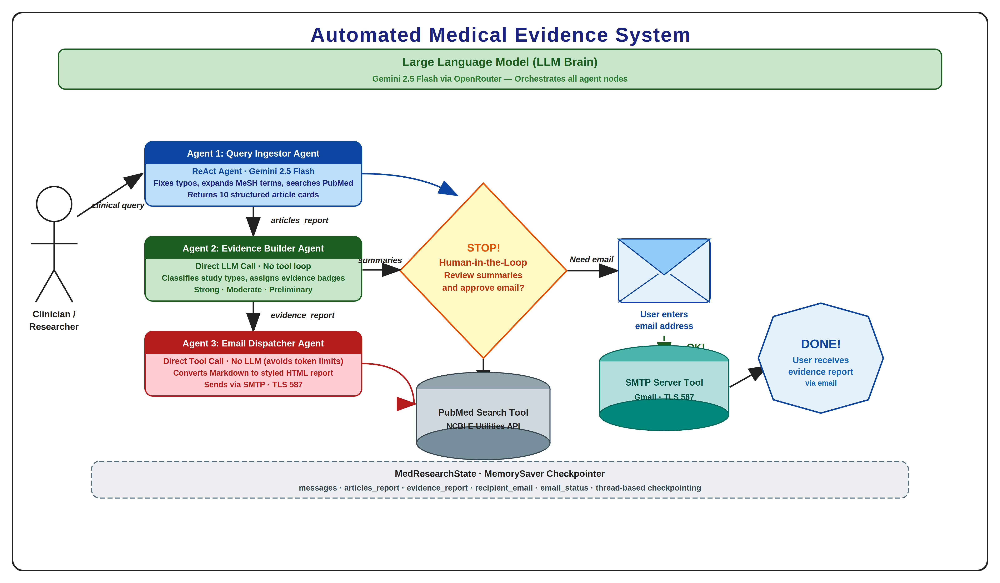 Automated Medical Evidence System
Large Language Model (LLM Brain)
Gemini 2.5 Flash via OpenRouter — Orchestrates all agent nodes
Agent 1: Query Ingestor Agent
ReAct Agent · Gemini 2.5 Flash
Fixes typos, expands MeSH terms, searches PubMed
Returns 10 structured article cards
clinical query
articles_report
Clinician /
Researcher
Agent 2: Evidence Builder Agent
Direct LLM Call · No tool loop
Classifies study types, assigns evidence badges
Strong · Moderate · Preliminary
summaries
evidence_report
Agent 3: Email Dispatcher Agent
Direct Tool Call · No LLM (avoids token limits)
Converts Markdown to styled HTML report
Sends via SMTP · TLS 587
STOP!
Human-in-the-Loop
Review summaries
and approve email?
Need email
User enters
email address
OK!
PubMed Search Tool
NCBI E-Utilities API
SMTP Server Tool
Gmail · TLS 587
DONE!
User receives
evidence report
via email
MedResearchState · MemorySaver Checkpointer
messages · articles_report · evidence_report · recipient_email · email_status · thread-based checkpointing